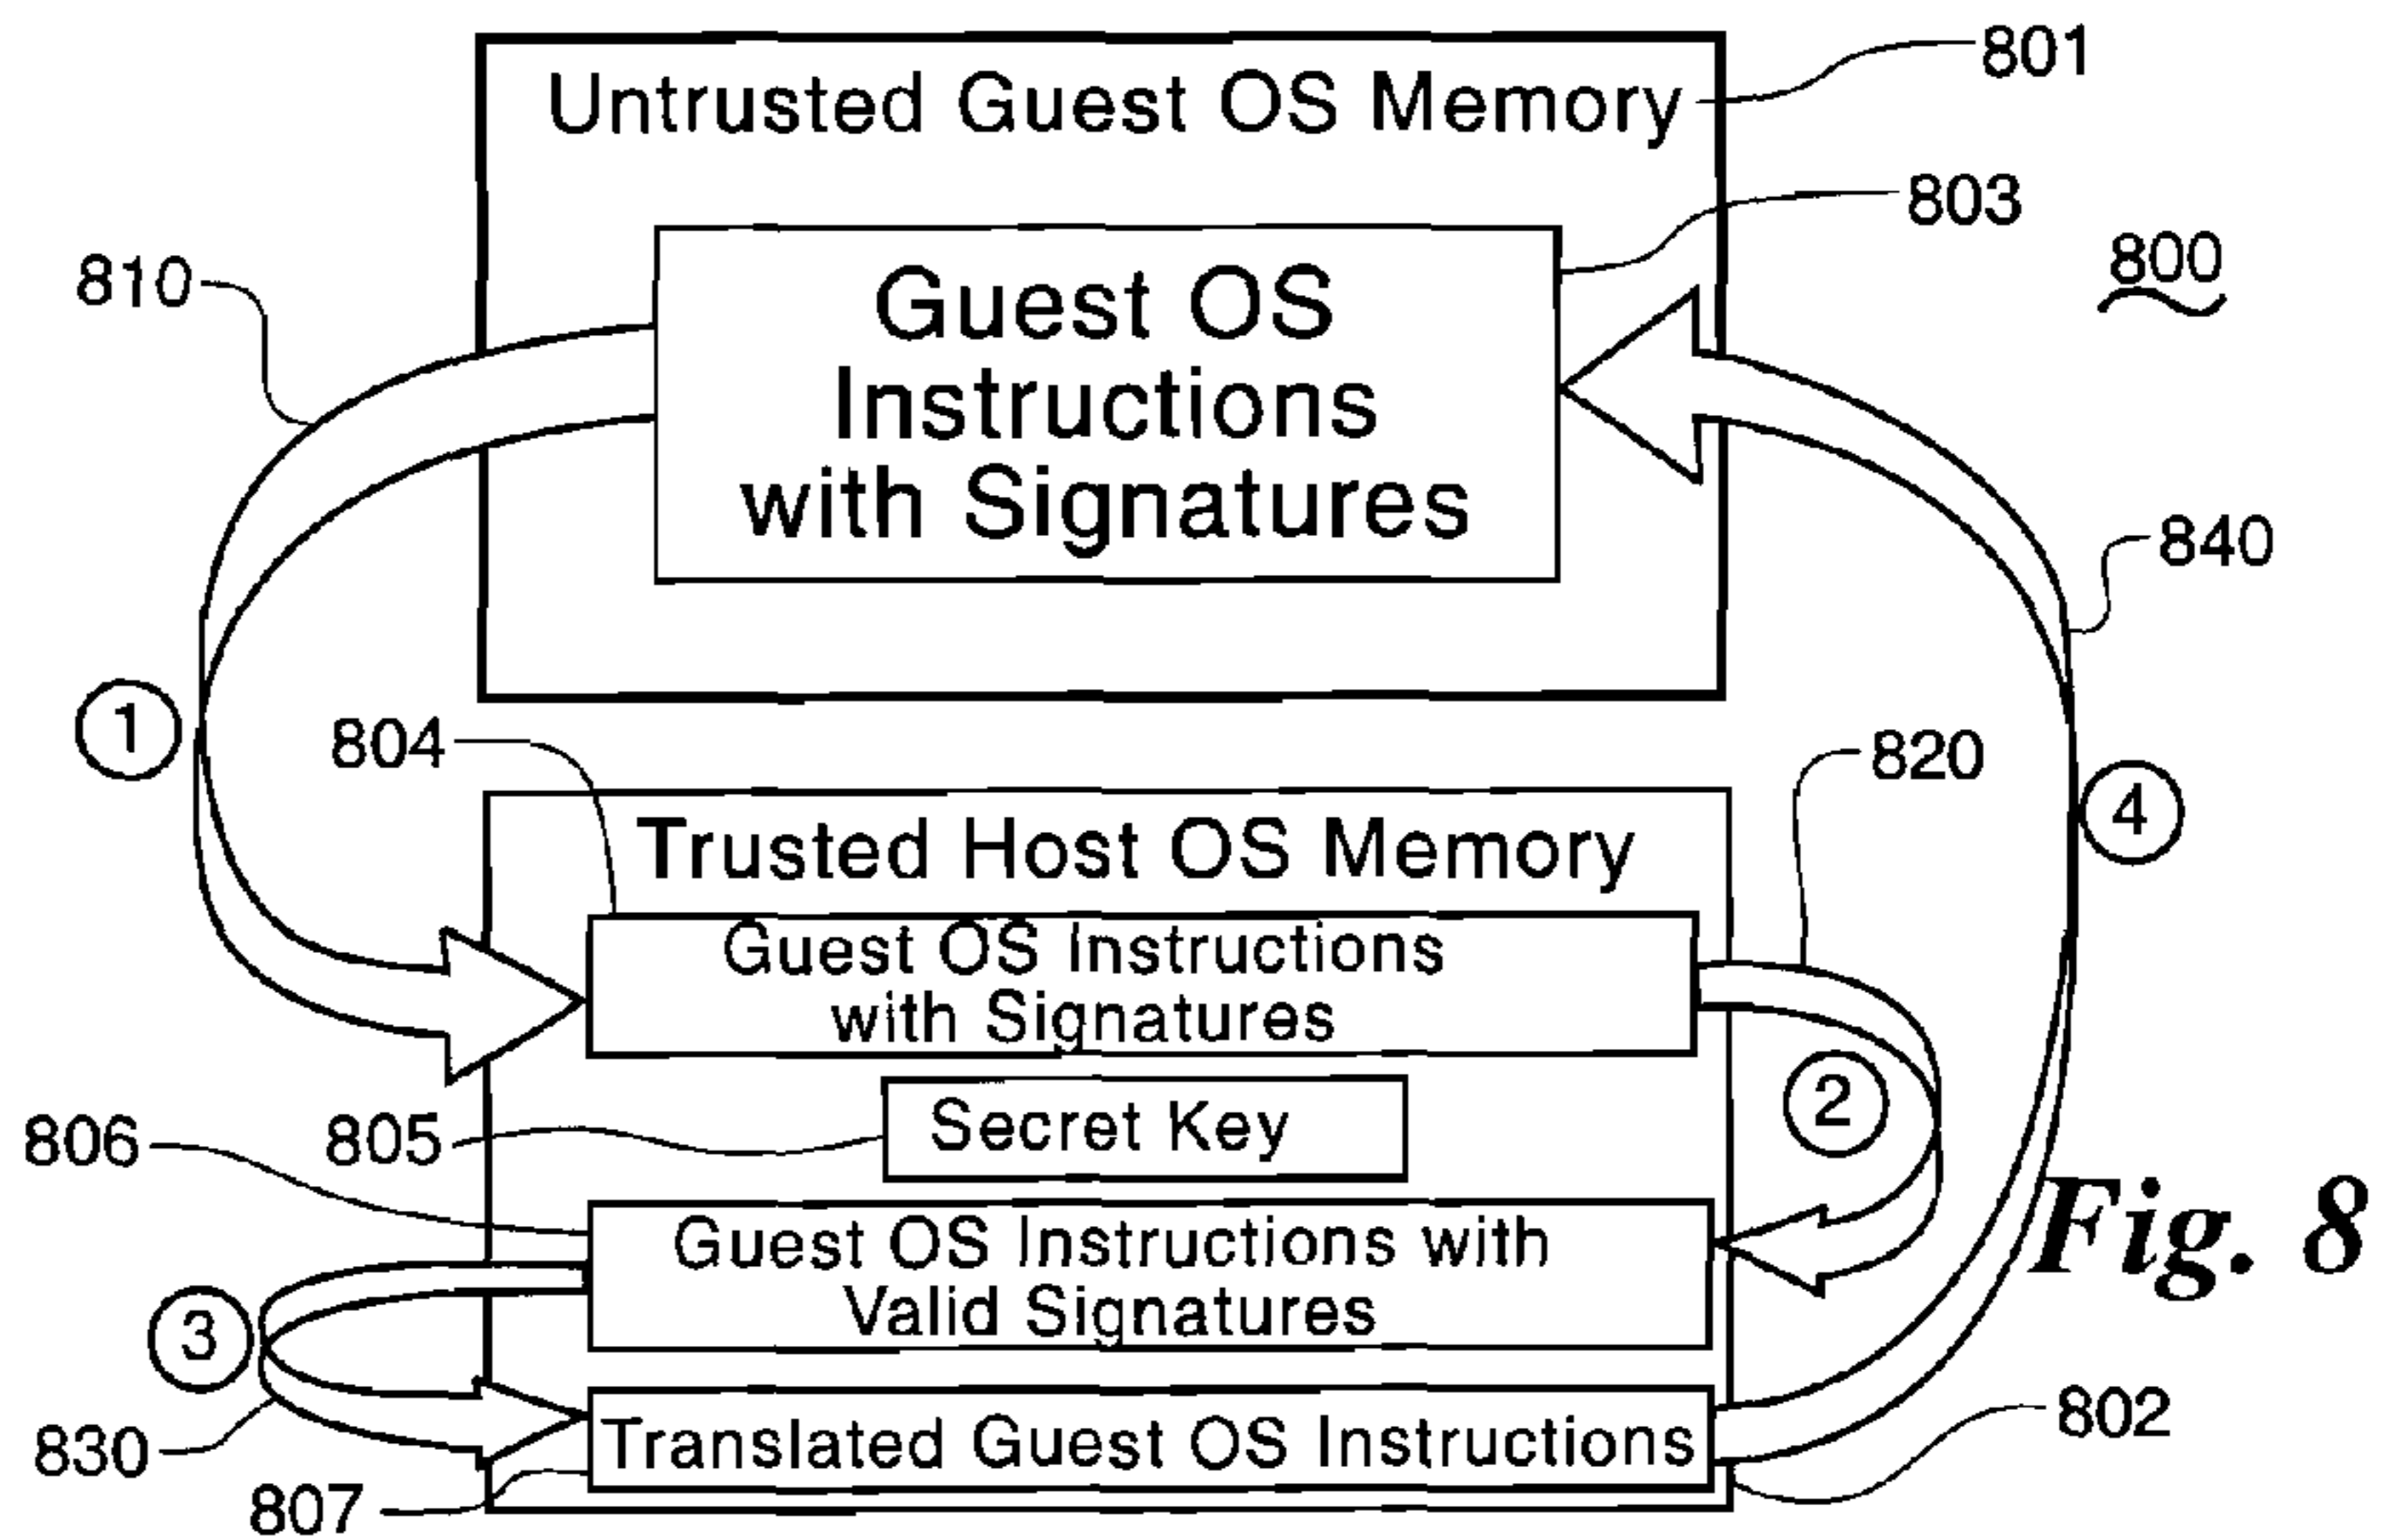 Untrusted Guest OS Memory
801
803
800
810
Guest OS
Instructions
with Signatures
840
1
804
820
4
Trusted Host OS Memory
Guest OS Instructions
with Signatures
2
806
805
Secret Key
Guest OS Instructions with
Valid Signatures
Fig. 8
3
830
Translated Guest OS Instructions
802
807